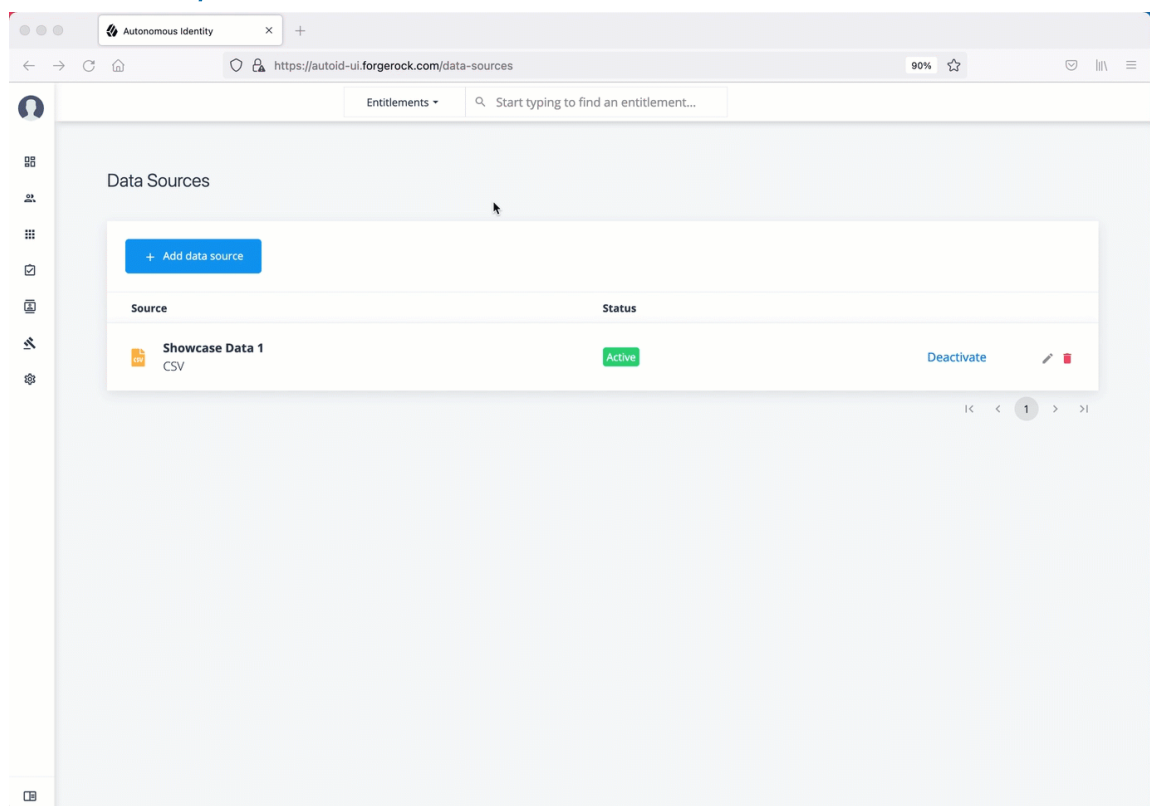 Autonomous Identity
https://autoid-ui.forgerock.com/data-sources
90%
Entitlements
Start typing to find an entitlement...
Data Sources
+ Add data source
Source Status
Showcase Data 1
CSV
CSV
Active
Deactivate
1